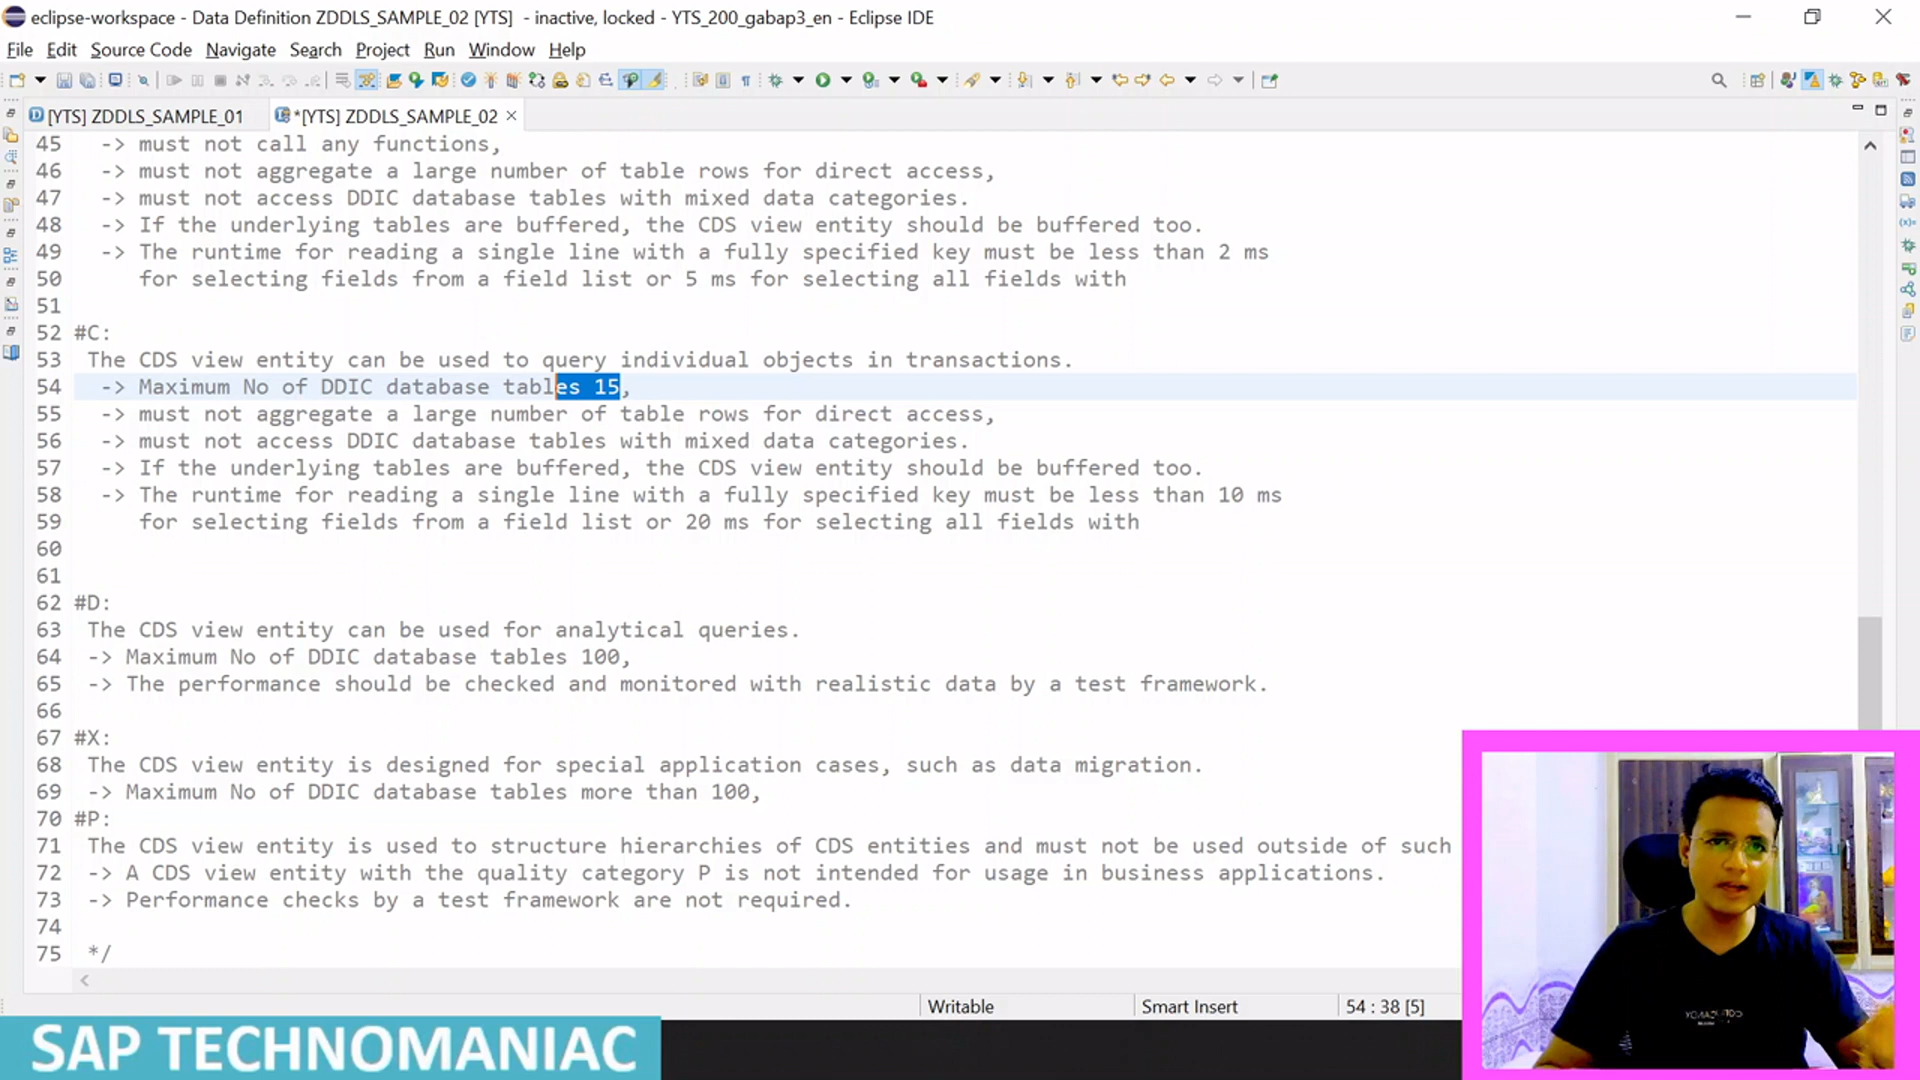 eclipse-workspace - Data Definition ZDDLS_SAMPLE_02 [YTS] - inactive, locked - YTS_200_gabap3_en - Eclipse IDE
File Edit Source Code Navigate Search Project Run Window Help
[YTS] ZDDLS_SAMPLE_01
*[YTS] ZDDLS_SAMPLE_02
45 -> must not call any functions,
46 -> must not aggregate a large number of table rows for direct access,
47 -> must not access DDIC database tables with mixed data categories.
48 -> If the underlying tables are buffered, the CDS view entity should be buffered too.
49 -> The runtime for reading a single line with a fully specified key must be less than 2 ms
50 for selecting fields from a field list or 5 ms for selecting all fields with
51
52 #C:
53 The CDS view entity can be used to query individual objects in transactions.
54 -> Maximum No of DDIC database tables 15,
55 -> must not aggregate a large number of table rows for direct access,
56 -> must not access DDIC database tables with mixed data categories.
57 -> If the underlying tables are buffered, the CDS view entity should be buffered too.
58 -> The runtime for reading a single line with a fully specified key must be less than 10 ms
59 for selecting fields from a field list or 20 ms for selecting all fields with
60
61
62 #D:
63 The CDS view entity can be used for analytical queries.
64 -> Maximum No of DDIC database tables 100,
65 -> The performance should be checked and monitored with realistic data by a test framework.
66
67 #X:
68 The CDS view entity is designed for special application cases, such as data migration.
69 -> Maximum No of DDIC database tables more than 100,
70 #P:
71 The CDS view entity is used to structure hierarchies of CDS entities and must not be used outside of such
72 -> A CDS view entity with the quality category P is not intended for usage in business applications.
73 -> Performance checks by a test framework are not required.
74
75 */
Writable Smart Insert 54 : 38 [5]
SAP TECHNOMANIAC